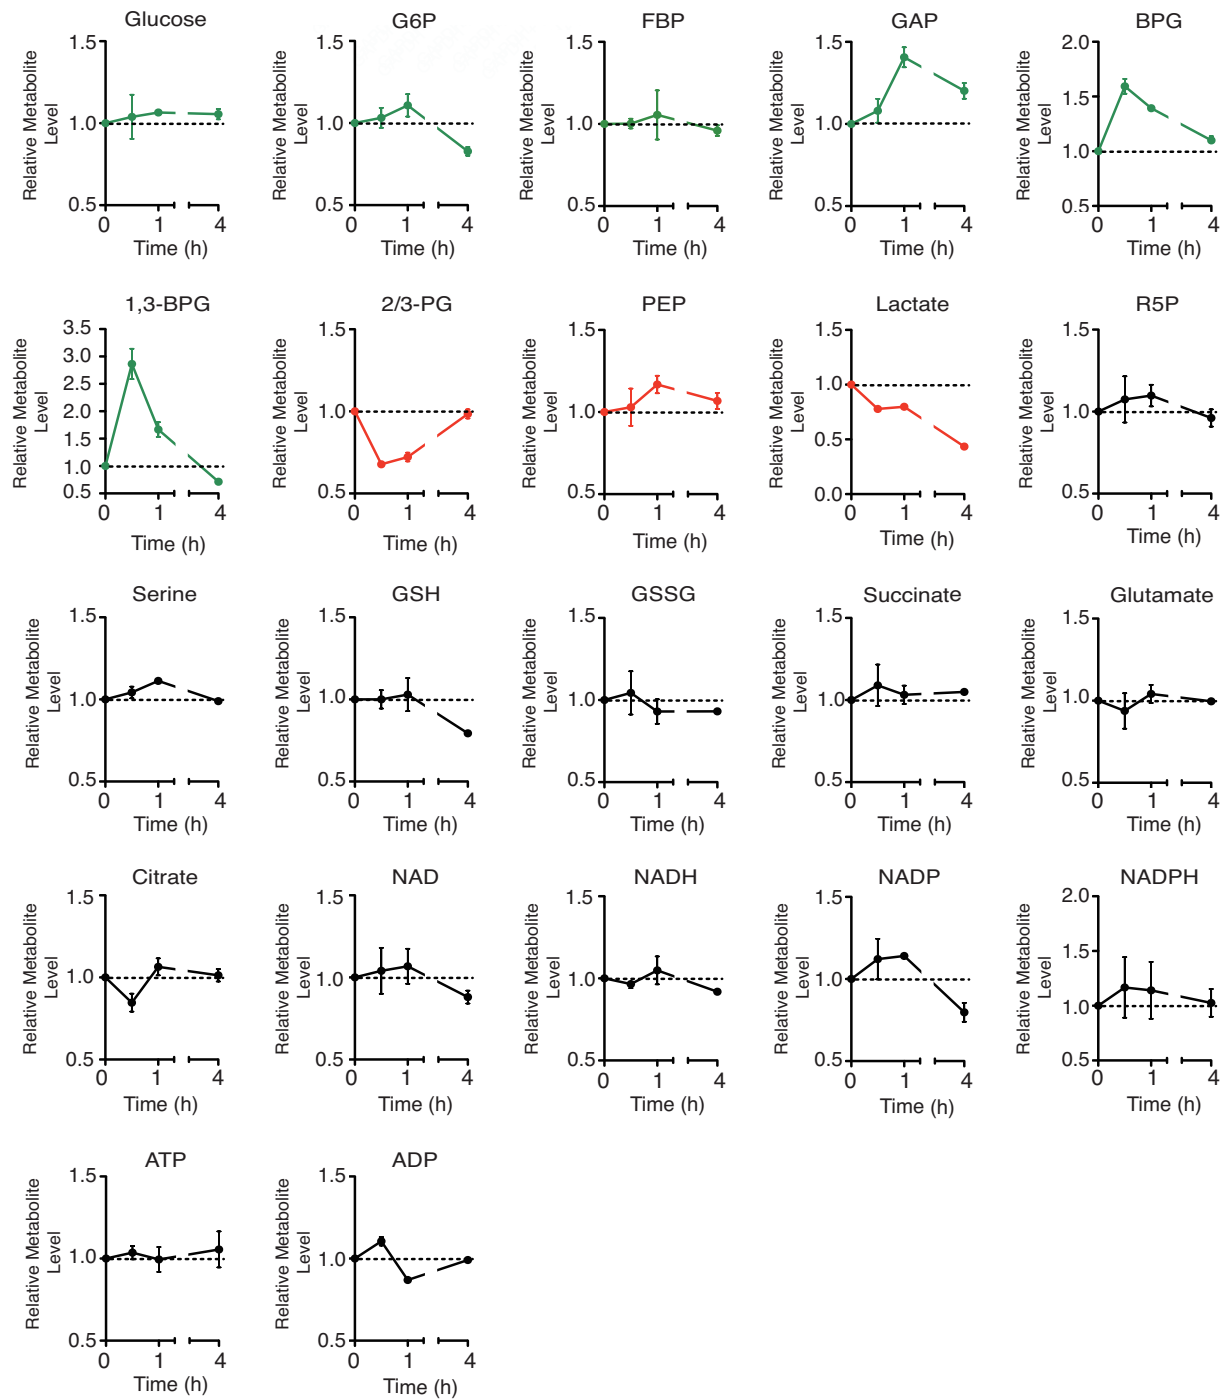 Glucose
G6P
FBP
GAP
BPG
Relative Metabolite
Level
1.5
1.0
0.5
0
1
4
Time (h)
Relative Metabolite
Level
1.5
1.0
0.5
0
1
4
Time (h)
Relative Metabolite
Level
1.5
1.0
0.5
0
1
4
Time (h)
Relative Metabolite
Level
1.5
1.0
0.5
0
1
4
Time (h)
Relative Metabolite
Level
2.0
1.5
1.0
0.5
0
1
4
Time (h)
1,3-BPG
2/3-PG
PEP
Lactate
R5P
Relative Metabolite
Level
3.5
3.0
2.5
2.0
1.5
1.0
0.5
0
1
4
Time (h)
Relative Metabolite
Level
1.5
1.0
0.5
0
1
4
Time (h)
Relative Metabolite
Level
1.5
1.0
0.5
0
1
4
Time (h)
Relative Metabolite
Level
1.5
1.0
0.5
0.0
0
1
4
Time (h)
Relative Metabolite
Level
1.5
1.0
0.5
0
1
4
Time (h)
Serine
GSH
GSSG
Succinate
Glutamate
Relative Metabolite
Level
1.5
1.0
0.5
0
1
4
Time (h)
Relative Metabolite
Level
1.5
1.0
0.5
0
1
4
Time (h)
Relative Metabolite
Level
1.5
1.0
0.5
0
1
4
Time (h)
Relative Metabolite
Level
1.5
1.0
0.5
0
1
4
Time (h)
Relative Metabolite
Level
1.5
1.0
0.5
0
1
4
Time (h)
Citrate
NAD
NADH
NADP
NADPH
Relative Metabolite
Level
1.5
1.0
0.5
0
1
4
Time (h)
Relative Metabolite
Level
1.5
1.0
0.5
0
1
4
Time (h)
Relative Metabolite
Level
1.5
1.0
0.5
0
1
4
Time (h)
Relative Metabolite
Level
1.5
1.0
0.5
0
1
4
Time (h)
Relative Metabolite
Level
2.0
1.5
1.0
0.5
0
1
4
Time (h)
ATP
ADP
Relative Metabolite
Level
1.5
1.0
0.5
0
1
4
Time (h)
Relative Metabolite
Level
1.5
1.0
0.5
0
1
4
Time (h)